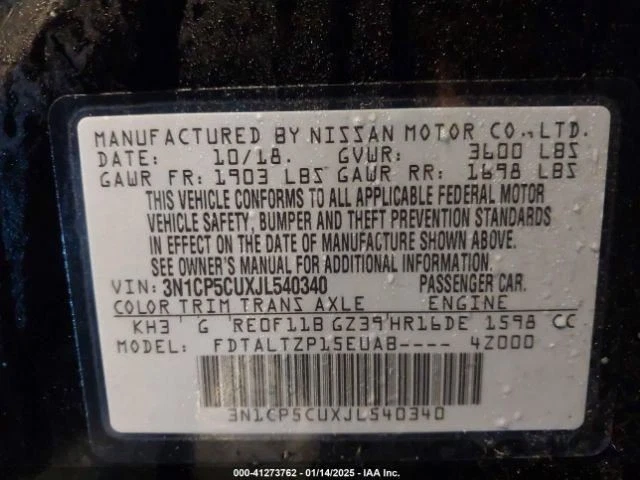 MANUFACTURED BY NISSAN MOTOR CO., LTD.
DATE: 10/18. GVWR: 3600 LBS
GAWR FR: 1903 LBS GAWR RR: 1698 LBS
THIS VEHICLE CONFORMS TO ALL APPLICABLE FEDERAL MOTOR
VEHICLE SAFETY, BUMPER AND THEFT PREVENTION STANDARDS
IN EFFECT ON THE DATE OF MANUFACTURE SHOWN ABOVE.
SEE OWNER'S MANUAL FOR ADDITIONAL INFORMATION.
VIN: 3N1CP5CUXJL540340 PASSENGER CAR.
COLOR TRIM TRANS AXLE ENGINE
KH3 G RE0F11B GZ39 HR16DE 1598 CC
MODEL: FDTALTZP15EUAB---- 4Z000
3N1CP5CUXJL540340
000-41273762 - 01/14/2025 - IAA Inc.